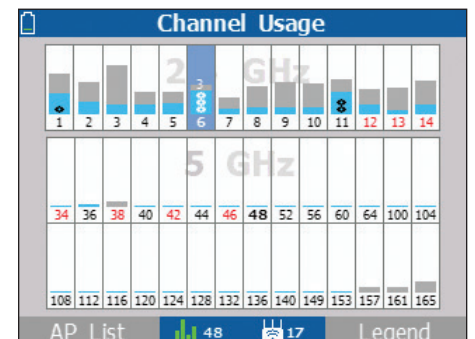 Channel Usage
2.4 GHz
3
1 2 3 4 5 6 7 8 9 10 11 12 13 14
5 GHz
34 36 38 40 42 44 46 48 52 56 60 64 100 104
108 112 116 120 124 128 132 136 140 149 153 157 161 165
AP List 48 17 Legend